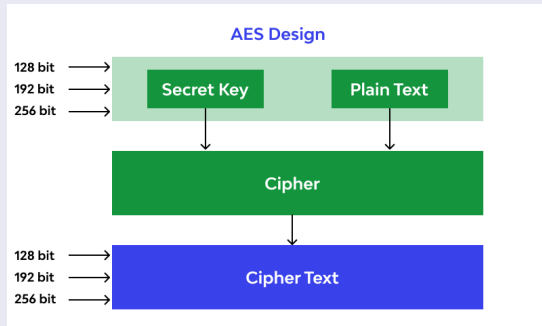 AES Design
128 bit
192 bit
256 bit
Secret Key
Plain Text
Cipher
128 bit
192 bit
256 bit
Cipher Text